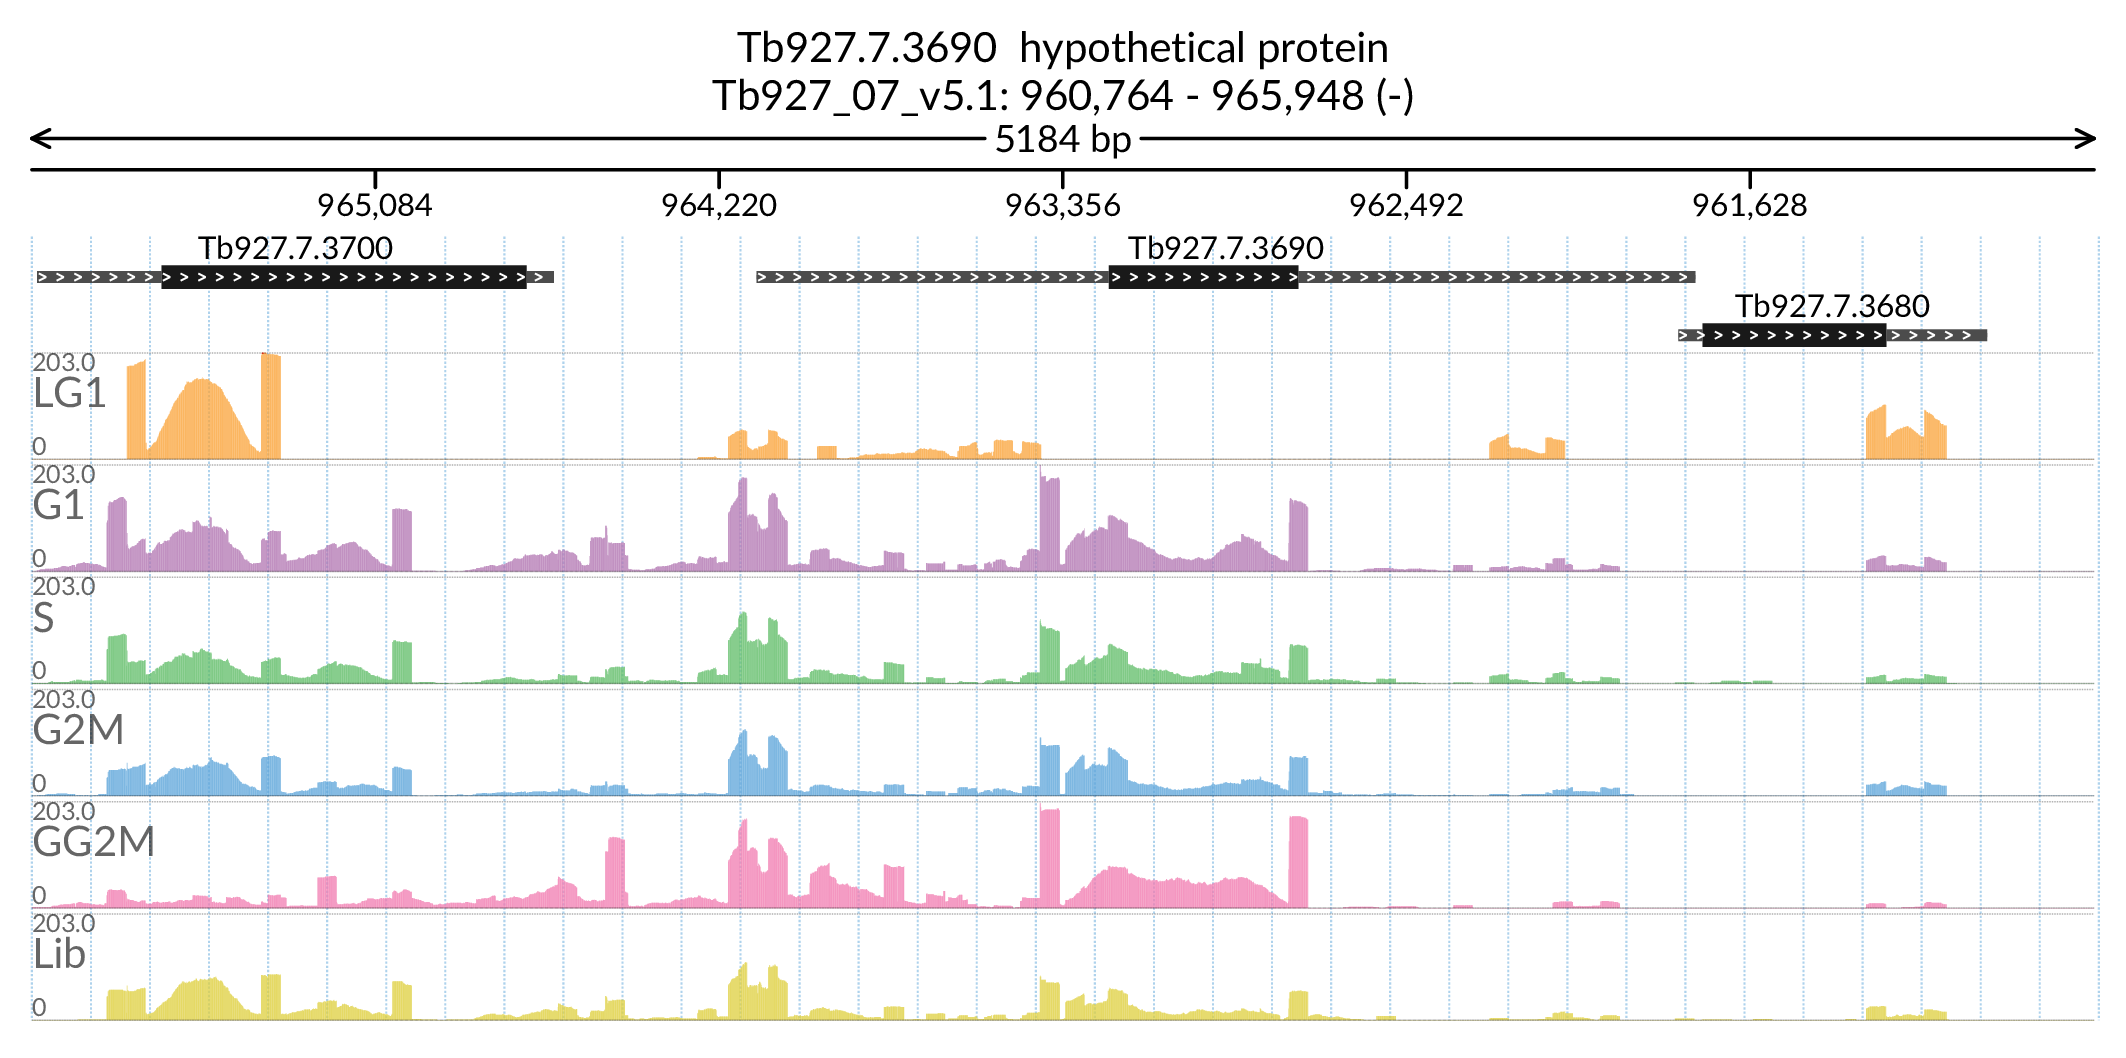 Tb927.7.3690 hypothetical protein
Tb927_07_v5.1: 960,764 - 965,948 (-)
5184 bp
965,084 964,220 963,356 962,492 961,628
Tb927.7.3700 Tb927.7.3690
Tb927.7.3680
203.0
LG1
0
203.0
G1
0
203.0
S
0
203.0
G2M
0
203.0
GG2M
0
203.0
Lib
0